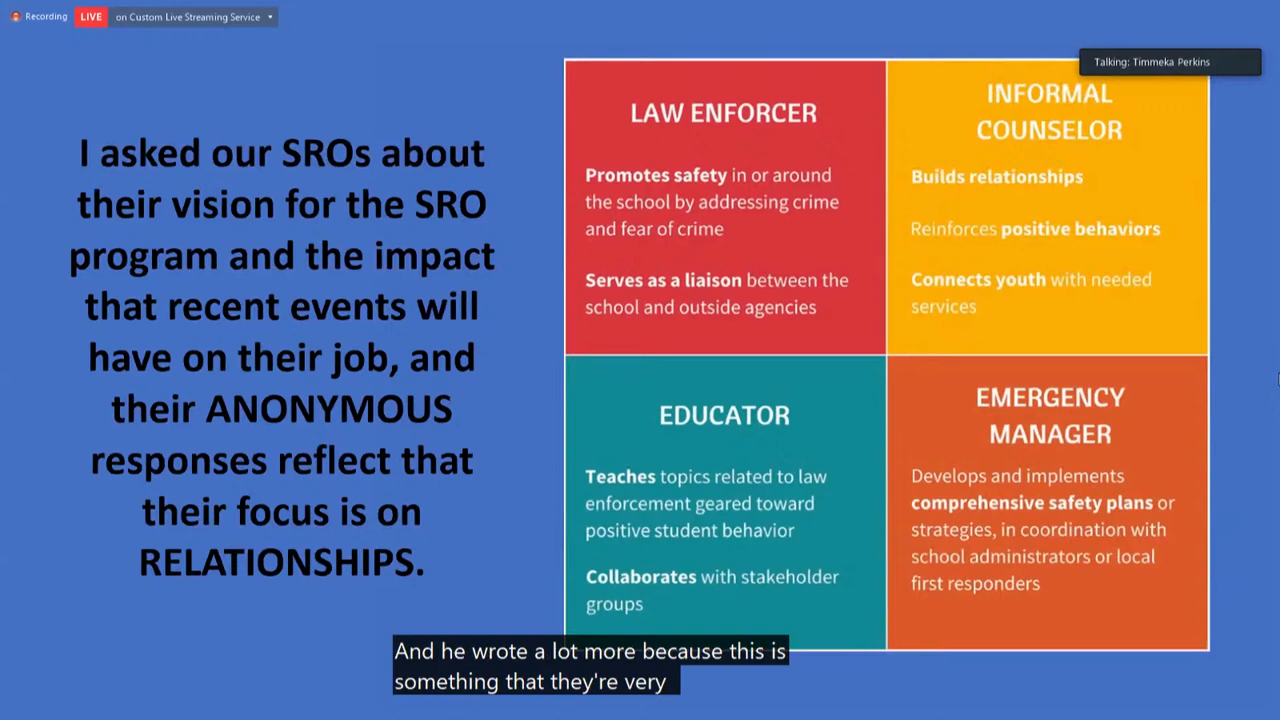 Recording
LIVE
on Custom Live Streaming Service
Talking: Timmeka Perkins
I asked our SROs about
their vision for the SRO
program and the impact
that recent events will
have on their job, and
their ANONYMOUS
responses reflect that
their focus is on
RELATIONSHIPS.
LAW ENFORCER
Promotes safety in or around
the school by addressing crime
and fear of crime
Serves as a liaison between the
school and outside agencies
INFORMAL
COUNSELOR
Builds relationships
Reinforces positive behaviors
Connects youth with needed
services
EDUCATOR
Teaches topics related to law
enforcement geared toward
positive student behavior
Collaborates with stakeholder
groups
EMERGENCY
MANAGER
Develops and implements
comprehensive safety plans or
strategies, in coordination with
school administrators or local
first responders
And he wrote a lot more because this is
something that they're very